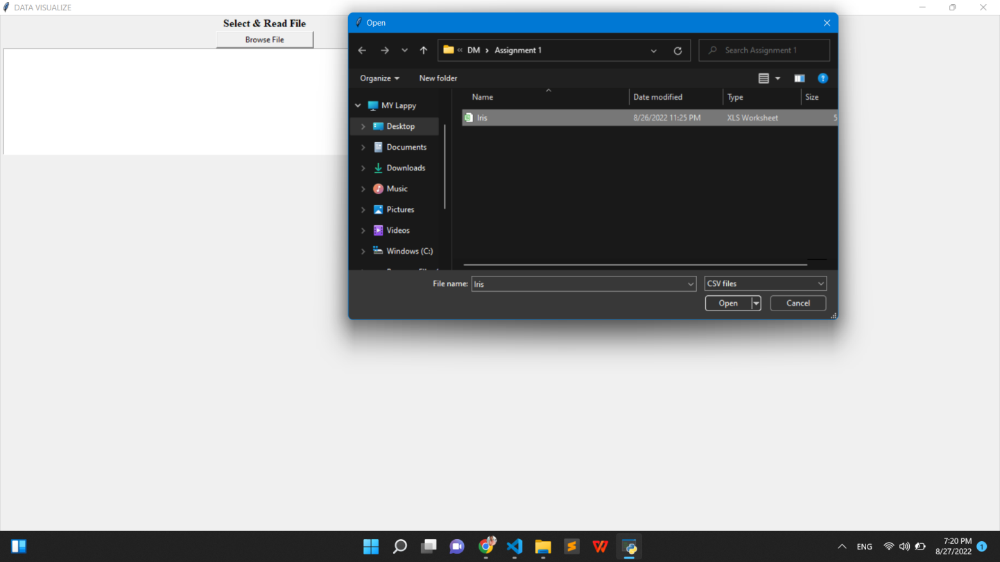 DATA VISUALIZE
Select & Read File
Browse File
Open
« DM › Assignment 1
Search Assignment 1
Organize
New folder
Name
Date modified
Type
Size
MY Lappy
Desktop
Documents
Downloads
Music
Pictures
Videos
Windows (C:)
Iris
8/26/2022 11:25 PM
XLS Worksheet
5
File name:
Iris
CSV files
Open
Cancel
ENG
7:20 PM
8/27/2022
1